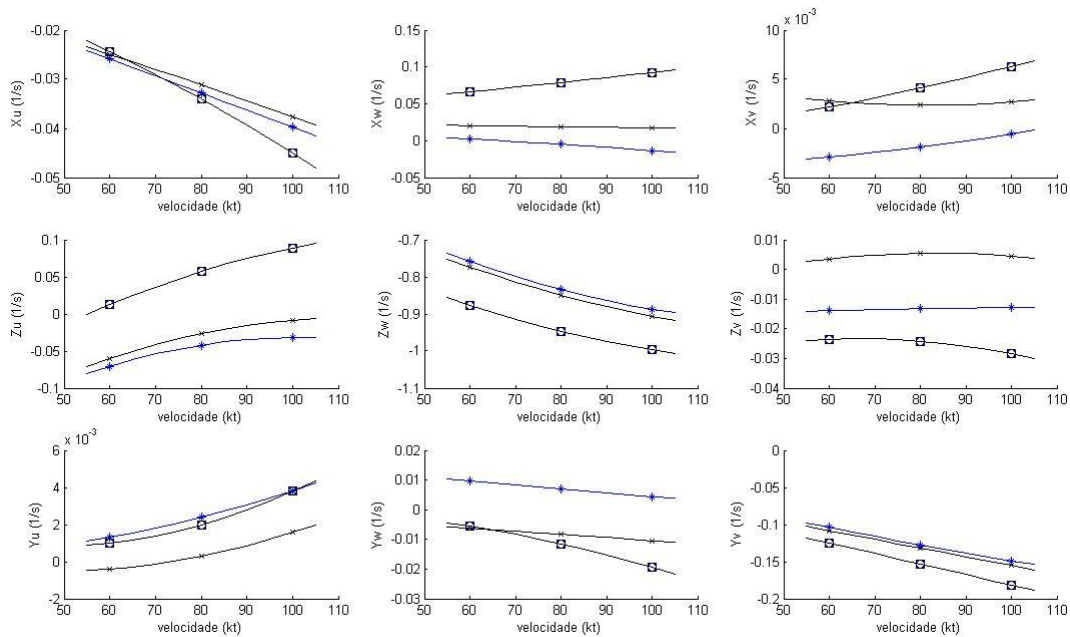 -0.02
-0.03
-0.04
-0.05
50 60 70 80 90 100 110
velocidade (kt)
Xu (1/s)
0.15
0.1
0.05
0
-0.05
50 60 70 80 90 100 110
velocidade (kt)
Xw (1/s)
x 10-3
10
5
0
-5
50 60 70 80 90 100 110
velocidade (kt)
Xv (1/s)
0.1
0.05
0
-0.05
-0.1
50 60 70 80 90 100 110
velocidade (kt)
Zu (1/s)
-0.7
-0.8
-0.9
-1
-1.1
50 60 70 80 90 100 110
velocidade (kt)
Zw (1/s)
0.01
0
-0.01
-0.02
-0.03
-0.04
50 60 70 80 90 100 110
velocidade (kt)
Zv (1/s)
x 10-3
6
4
2
0
-2
50 60 70 80 90 100 110
velocidade (kt)
Yu (1/s)
0.02
0.01
0
-0.01
-0.02
-0.03
50 60 70 80 90 100 110
velocidade (kt)
Yw (1/s)
0
-0.05
-0.1
-0.15
-0.2
50 60 70 80 90 100 110
velocidade (kt)
Yv (1/s)